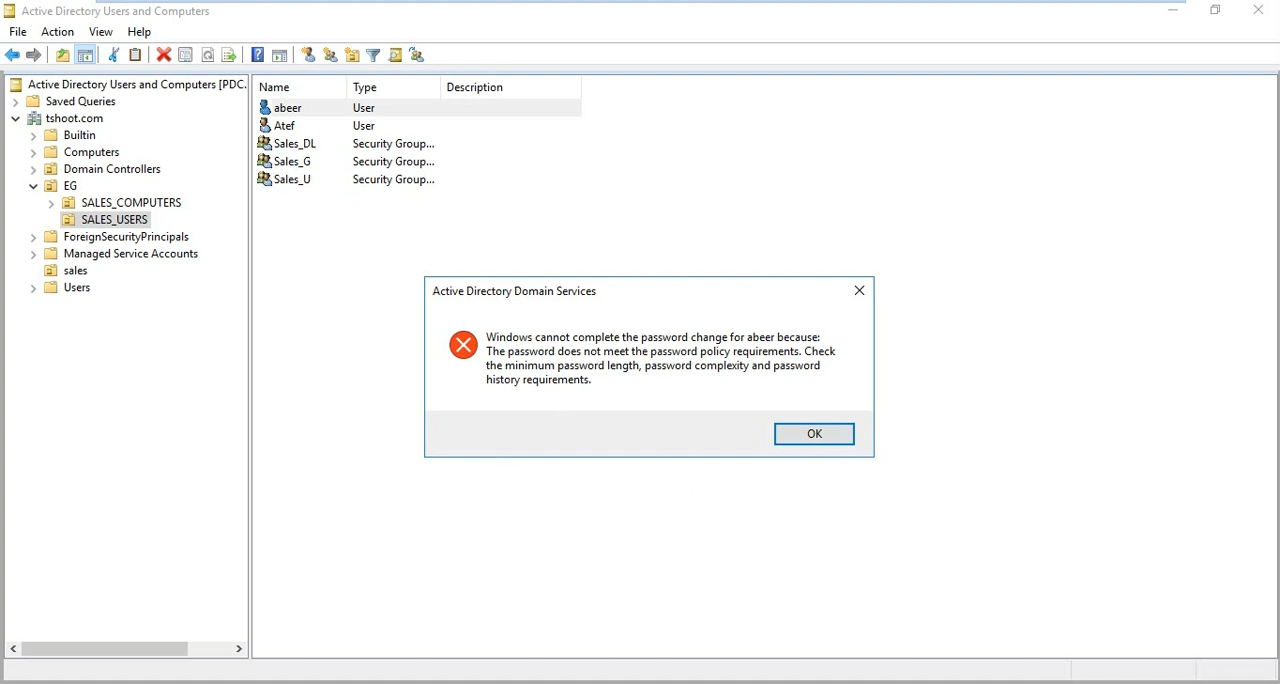 Active Directory Users and Computers
File Action View Help
Active Directory Users and Computers [PDC.
Saved Queries
tshoot.com
Builtin
Computers
Domain Controllers
EG
SALES_COMPUTERS
SALES_USERS
ForeignSecurityPrincipals
Managed Service Accounts
sales
Users
Name Type Description
abeer User
Atef User
Sales_DL Security Group...
Sales_G Security Group...
Sales_U Security Group...
Active Directory Domain Services
Windows cannot complete the password change for abeer because:
The password does not meet the password policy requirements. Check
the minimum password length, password complexity and password
history requirements.
OK